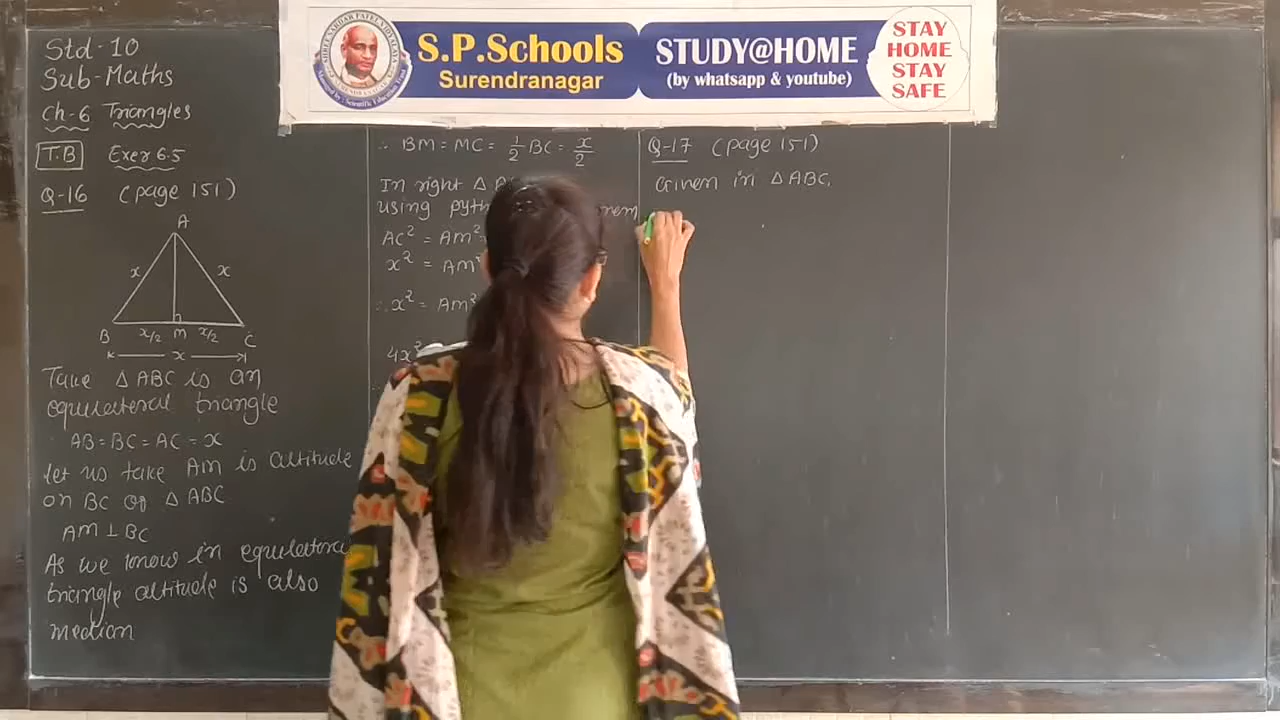 S.P.Schools
Surendranagar
STUDY@HOME
(by whatsapp & youtube)
STAY
HOME
STAY
SAFE
Std-10
Sub-Maths
Ch-6 Triangles
T.B Exer 6.5
Q-16 (page 151)
A
x x
B x/2 M x/2 C
x
Take △ABC is an
equilateral triangle
AB=BC=AC=x
let us take AM is altitude
on BC of △ABC
AM⊥BC
As we know in equilatera
triangle altitude is also
median
∴ BM = MC = 1/2 BC = x/2
In right △
using pyth
AC² = AM²
x² = AM²
∴ x² = AM²
4x²
Q-17 (page 151)
Given in △ABC,